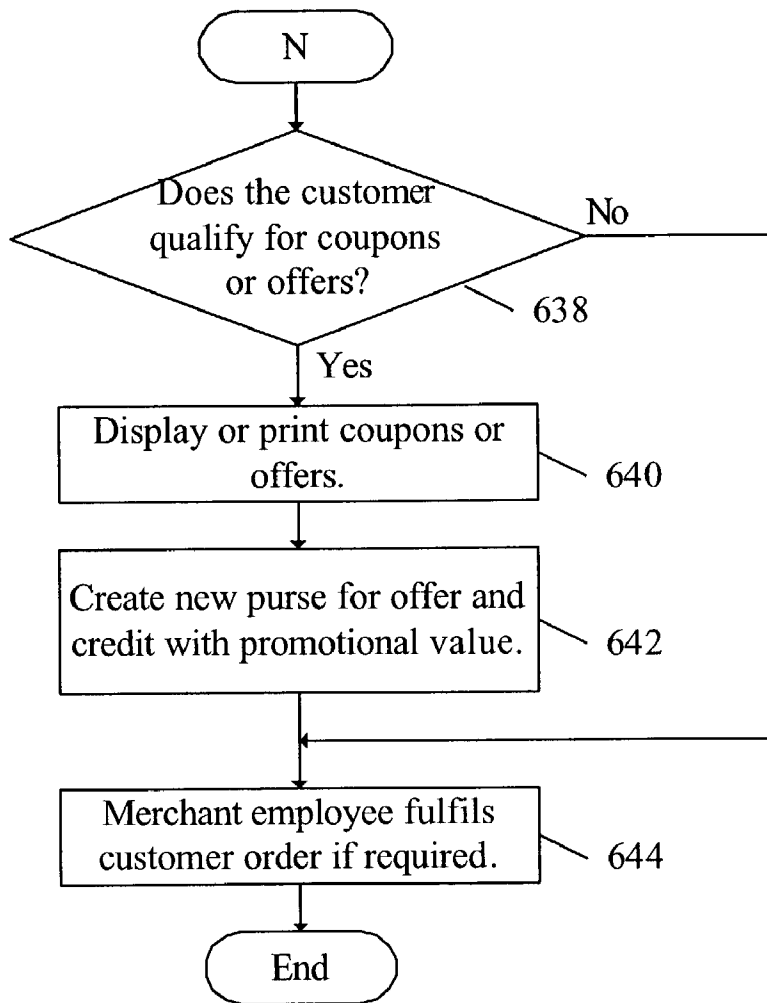 N
Does the customer
qualify for coupons
or offers?
No
638
Yes
Display or print coupons or
offers.
640
Create new purse for offer and
credit with promotional value.
642
Merchant employee fulfils
customer order if required.
644
End